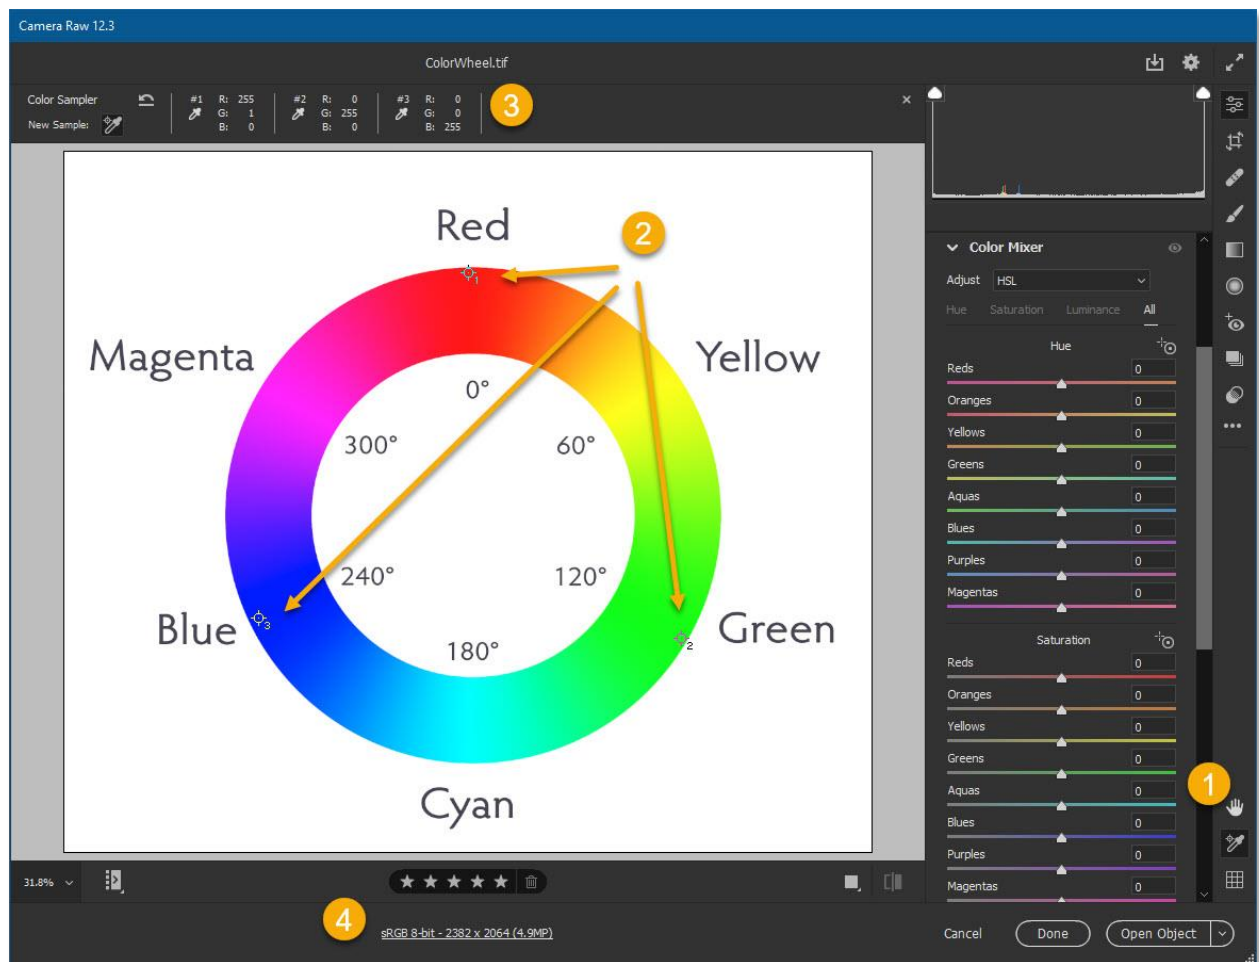 Camera Raw 12.3
ColorWheel.tif
Color Sampler
New Sample:
#1 R: 255
G: 1
B: 0
#2 R: 0
G: 255
B: 0
#3 R: 0
G: 0
B: 255
3
Red
2
Magenta
Yellow
0°
300°
60°
240°
120°
Blue
3
Green
2
1
180°
Cyan
Color Mixer
Adjust HSL
Hue Saturation Luminance All
Hue
Reds 0
Oranges 0
Yellows 0
Greens 0
Aquas 0
Blues 0
Purples 0
Magentas 0
Saturation
Reds 0
Oranges 0
Yellows 0
Greens 0
Aquas 0
1
Blues 0
Purples 0
Magentas 0
31.8%
4
sRGB 8-bit - 2382 x 2064 (4.9MP)
Cancel Done Open Object